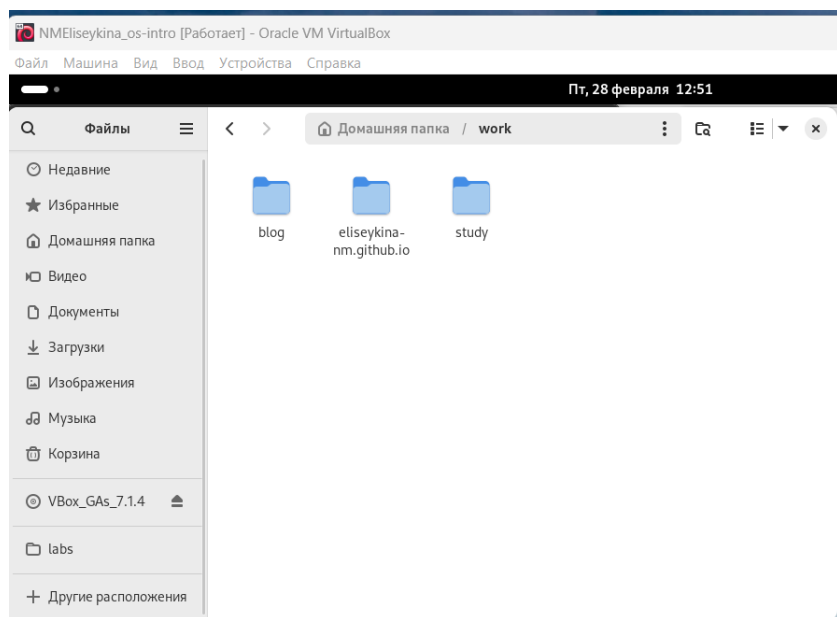 NMEliseykina_os-intro [Работает] - Oracle VM VirtualBox
Файл Машина Вид Ввод Устройства Справка
Пт, 28 февраля 12:51
Файлы
Домашняя папка / work
Недавние
Избранные
Домашняя папка
Видео
Документы
Загрузки
Изображения
Музыка
Корзина
VBox_GAs_7.1.4
labs
Другие расположения
blog
eliseykina-
nm.github.io
study